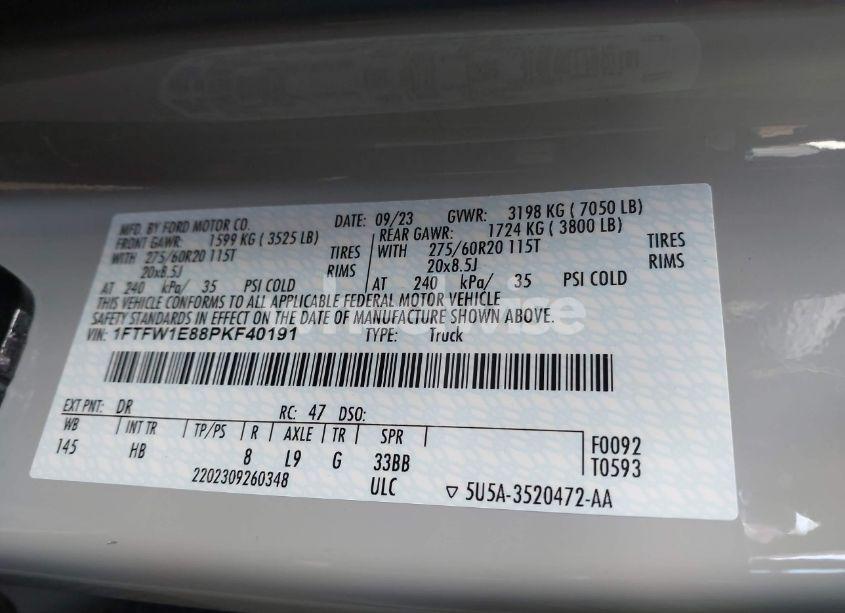 MFD. BY FORD MOTOR CO. DATE: 09/23 GVWR: 3198 KG ( 7050 LB)
FRONT GAWR: 1599 KG ( 3525 LB) REAR GAWR: 1724 KG ( 3800 LB)
WITH 275/60R20 115T TIRES WITH 275/60R20 115T TIRES
20x8.5J RIMS 20x8.5J RIMS
AT 240 kPa/ 35 PSI COLD AT 240 kPa/ 35 PSI COLD
THIS VEHICLE CONFORMS TO ALL APPLICABLE FEDERAL MOTOR VEHICLE
SAFETY STANDARDS IN EFFECT ON THE DATE OF MANUFACTURE SHOWN ABOVE.
VIN: 1FTFW1E88PKF40191 TYPE: Truck
EXT PNT: DR RC: 47 DSO:
WB INT TR TP/PS R AXLE TR SPR
145 HB 8 L9 G 33BB
F0092
T0593
2202309260348 ULC ▽ 5U5A-3520472-AA